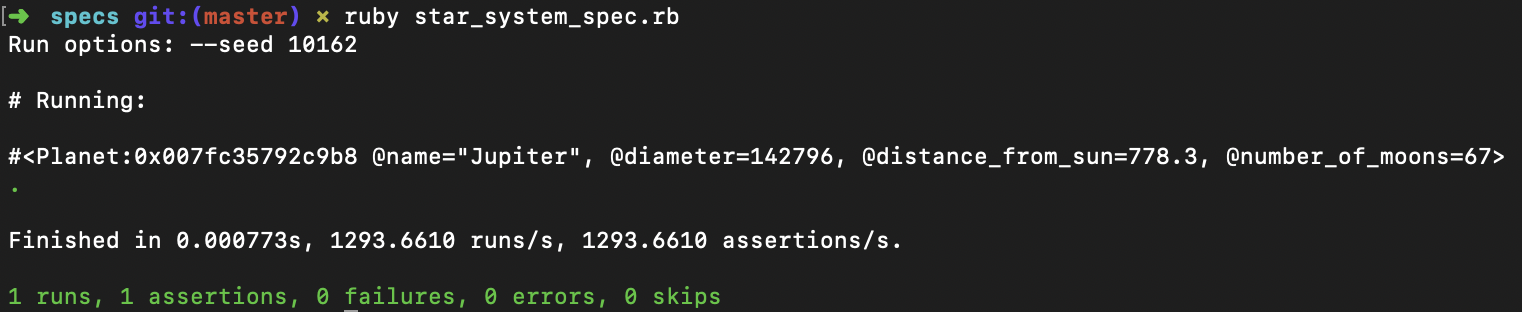 [➜ specs git:(master) × ruby star_system_spec.rb
Run options: --seed 10162
# Running:
#<Planet:0x007fc35792c9b8 @name="Jupiter", @diameter=142796, @distance_from_sun=778.3, @number_of_moons=67>
.
Finished in 0.000773s, 1293.6610 runs/s, 1293.6610 assertions/s.
1 runs, 1 assertions, 0 failures, 0 errors, 0 skips